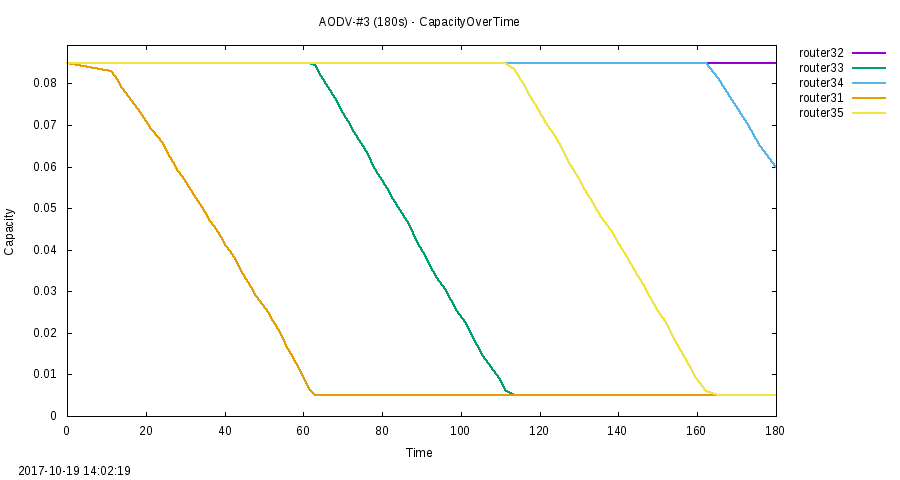 AODV-#3 (180s) - CapacityOverTime
router32
router33
router34
router31
router35
0.08
0.07
0.06
0.05
0.04
0.03
0.02
0.01
0
Capacity
0 20 40 60 80 100 120 140 160 180
Time
2017-10-19 14:02:19